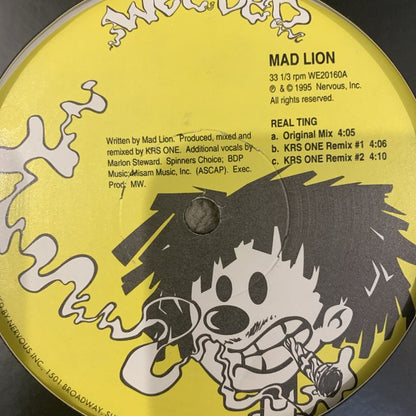 WEEDED
MAD LION
33 1/3 rpm WE20160A
℗ & © 1995 Nervous, Inc.
All rights reserved.
REAL TING
a. Original Mix 4:05
b. KRS ONE Remix #1 4:06
c. KRS ONE Remix #2 4:10
Written by Mad Lion. Produced, mixed and
remixed by KRS ONE. Additional vocals by
Marlon Steward. Spinners Choice; BDP
Music; Misam Music, Inc. (ASCAP). Exec.
Prod: MW.
BY NERVOUS INC. 1501 BROADWAY,